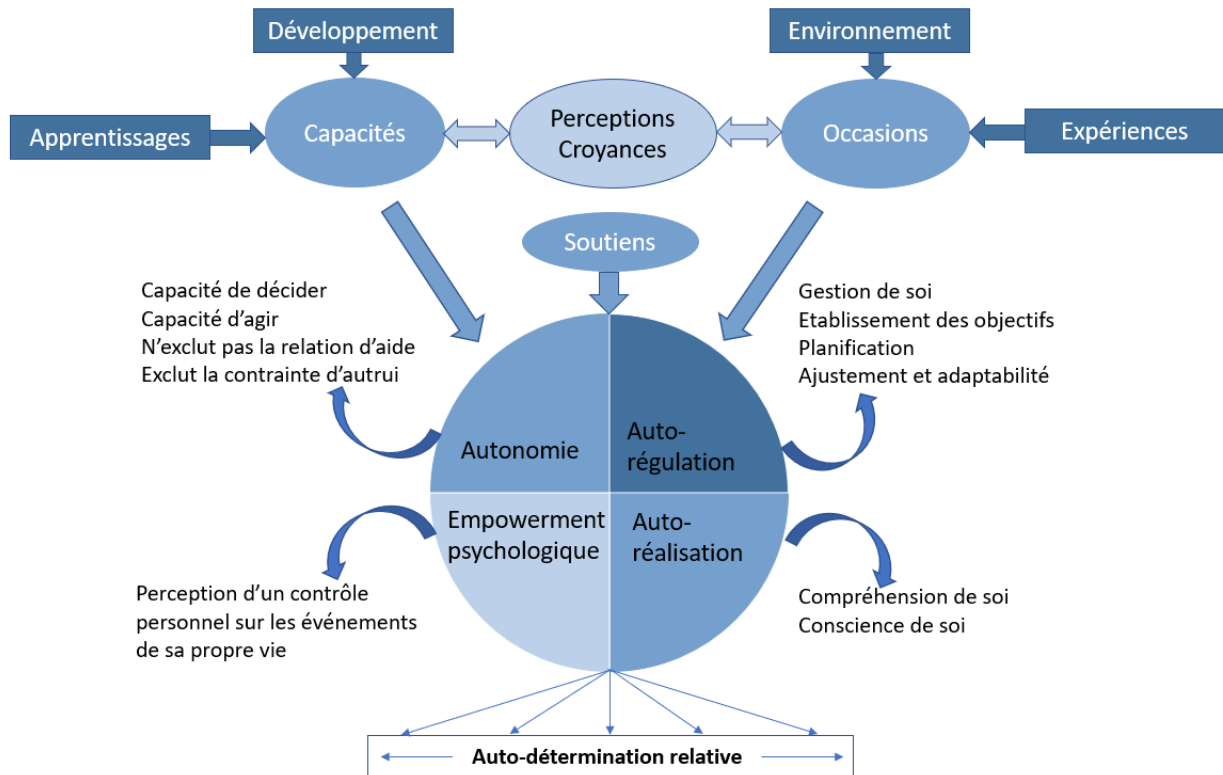 Développement
Environnement
Apprentissages
Capacités
Perceptions
Croyances
Occasions
Expériences
Soutiens
Capacité de décider
Capacité d'agir
N'exclut pas la relation d'aide
Exclut la contrainte d'autrui
Gestion de soi
Etablissement des objectifs
Planification
Ajustement et adaptabilité
Autonomie
Auto-
régulation
Empowerment
psychologique
Auto-
réalisation
Perception d'un contrôle
personnel sur les événements
de sa propre vie
Compréhension de soi
Conscience de soi
Auto-détermination relative